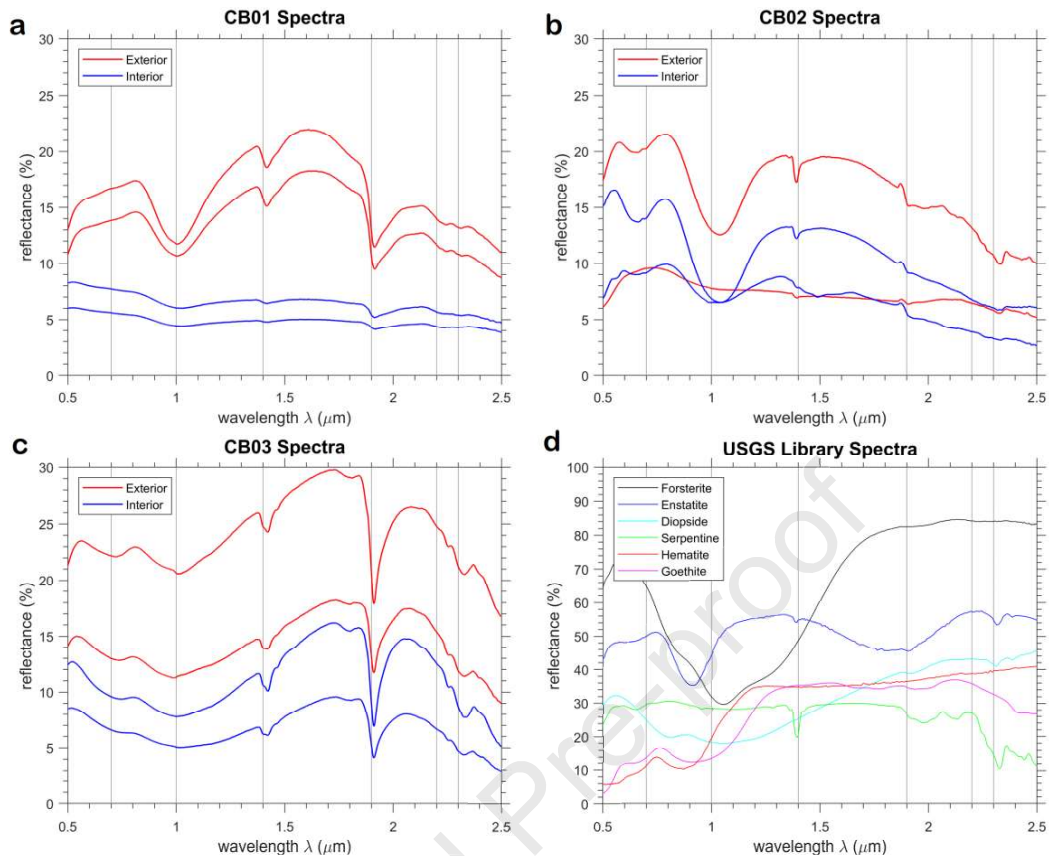 a
CB01 Spectra
30
25
20
15
10
5
0
reflectance (%)
Exterior
Interior
0.5 1 1.5 2 2.5
wavelength λ (μm)
b
CB02 Spectra
30
25
20
15
10
5
0
reflectance (%)
Exterior
Interior
0.5 1 1.5 2 2.5
wavelength λ (μm)
c
CB03 Spectra
30
25
20
15
10
5
0
reflectance (%)
Exterior
Interior
0.5 1 1.5 2 2.5
wavelength λ (μm)
d
USGS Library Spectra
100
90
80
70
60
50
40
30
20
10
0
reflectance (%)
Forsterite
Enstatite
Diopside
Serpentine
Hematite
Goethite
0.5 1 1.5 2 2.5
wavelength λ (μm)
l Pre-proof